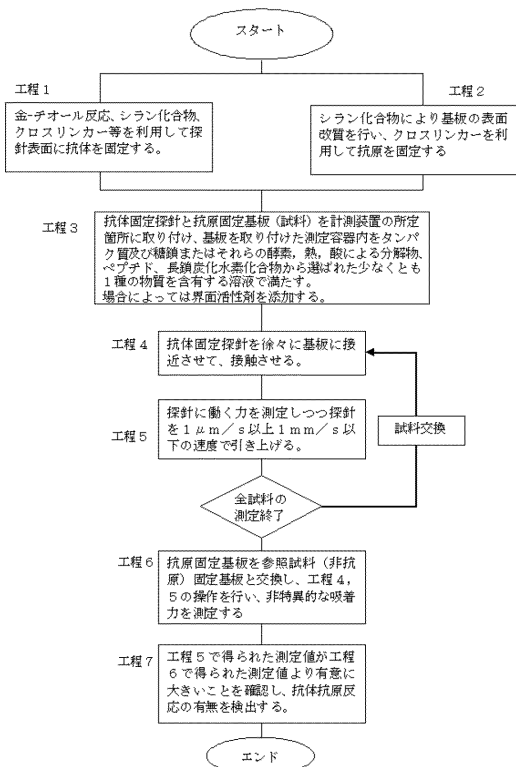 スタート
工程1
金-チオール反応、シラン化合物、
クロスリンカー等を利用して探
針表面に抗体を固定する。
工程2
シラン化合物により基板の表面
改質を行い、クロスリンカーを利
用して抗原を固定する
工程3
抗体固定探針と抗原固定基板（試料）を計測装置の所定
箇所に取り付け、基板を取り付けた測定容器内をタンパ
ク質及び糖鎖またはそれらの酵素，熱，酸による分解物、
ペプチド、長鎖炭化水素化合物から選ばれた少なくとも
1種の物質を含有する溶液で満たす。
場合によっては界面活性剤を添加する。
工程4
抗体固定探針を徐々に基板に接
近させて、接触させる。
工程5
探針に働く力を測定しつつ探針
を1μm／s以上1mm／s以
下の速度で引き上げる。
試料交換
全試料の
測定終了
工程6
抗原固定基板を参照試料（非抗
原）固定基板と交換し、工程4，
5の操作を行い、非特異的な吸着
力を測定する
工程7
工程5で得られた測定値が工程
6で得られた測定値より有意に
大きいことを確認し、抗体抗原反
応の有無を検出する。
エンド